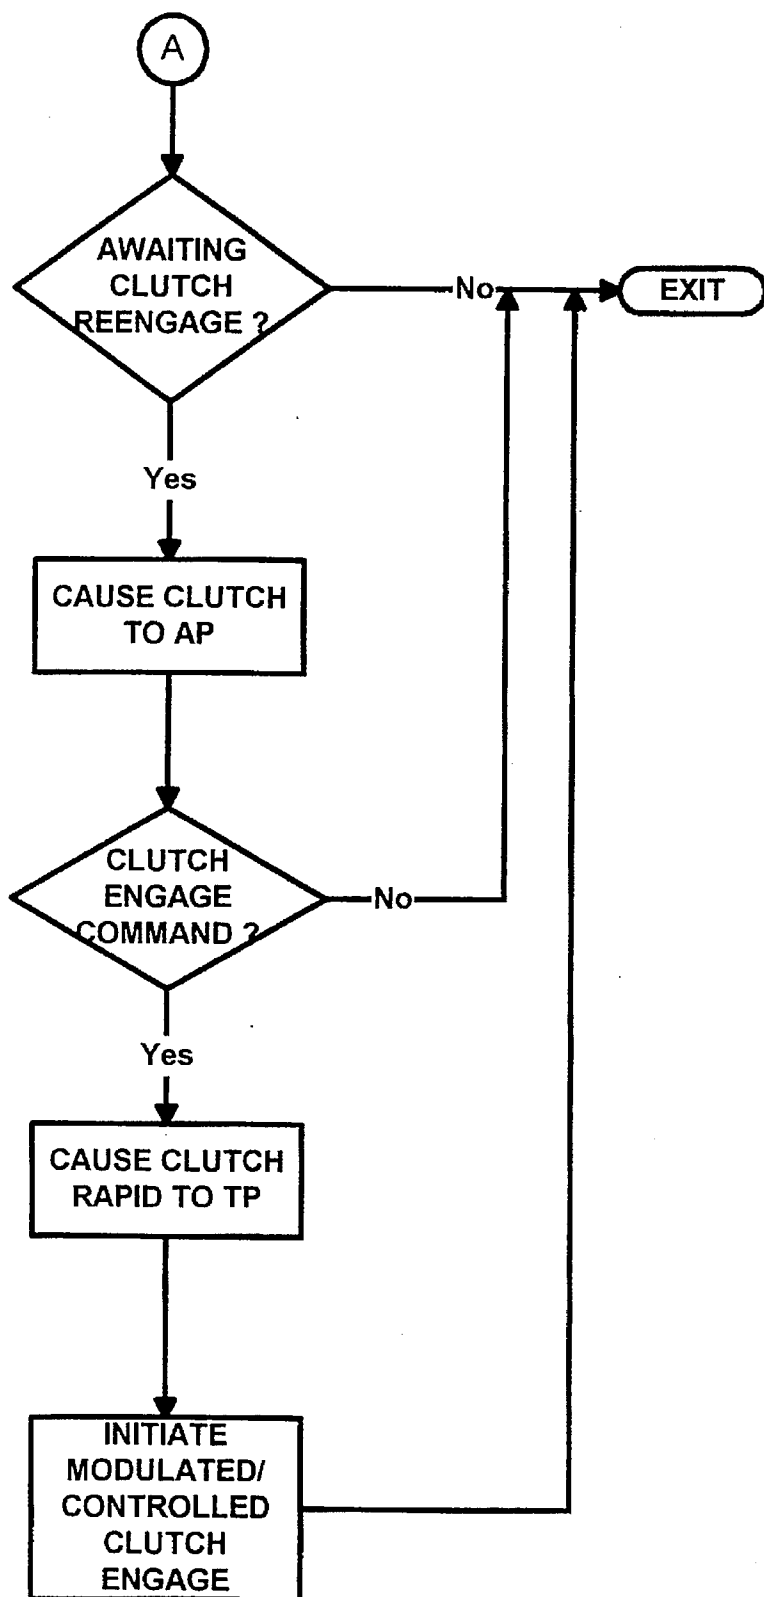 A
AWAITING
CLUTCH
REENGAGE ?
No
EXIT
Yes
CAUSE CLUTCH
TO AP
CLUTCH
ENGAGE
COMMAND ?
No
Yes
CAUSE CLUTCH
RAPID TO TP
INITIATE
MODULATED/
CONTROLLED
CLUTCH
ENGAGE